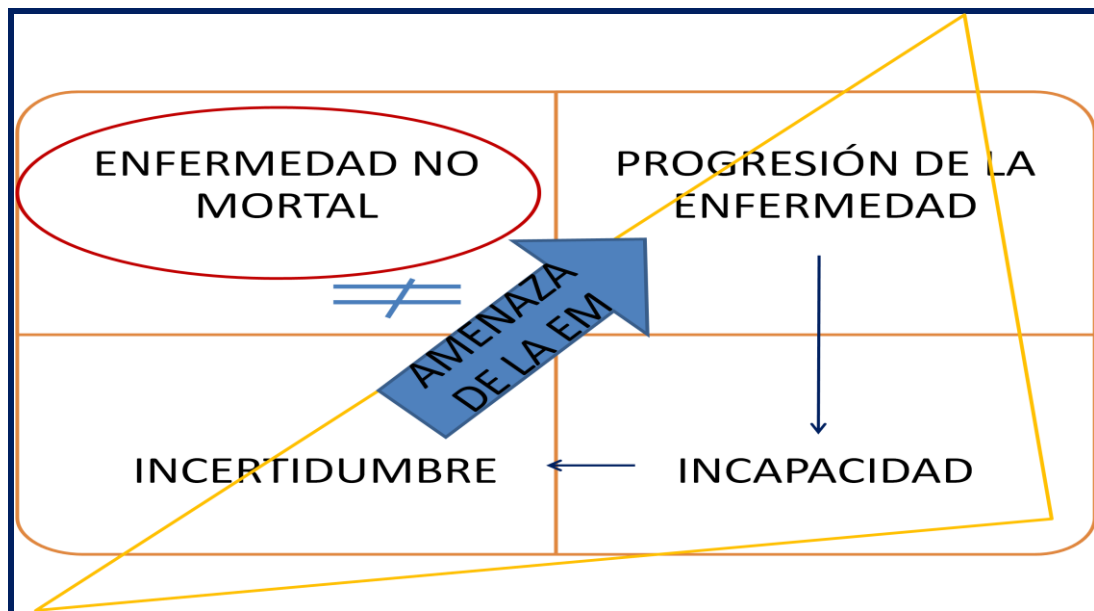 ENFERMEDAD NO
MORTAL
PROGRESIÓN DE LA
ENFERMEDAD
AMENAZA
DE LA EM
INCERTIDUMBRE
INCAPACIDAD